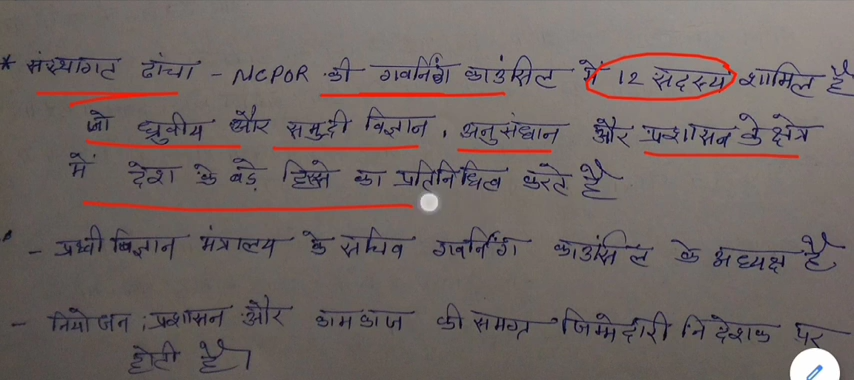 * संस्थागत ढांचा - NCPOR की गवर्निंग काउंसिल में 12 सदस्य शामिल है
जो ध्रुवीय और समुद्री विज्ञान, अनुसंधान और प्रशासन के क्षेत्र
में देश के बड़े हिस्से का प्रतिनिधित्व करते है
- पृथ्वी विज्ञान मंत्रालय के सचिव गवर्निंग काउंसिल के अध्यक्ष है
- नियोजन, प्रशासन और कामकाज की समग्र जिम्मेदारी निदेशक पर
होती है।